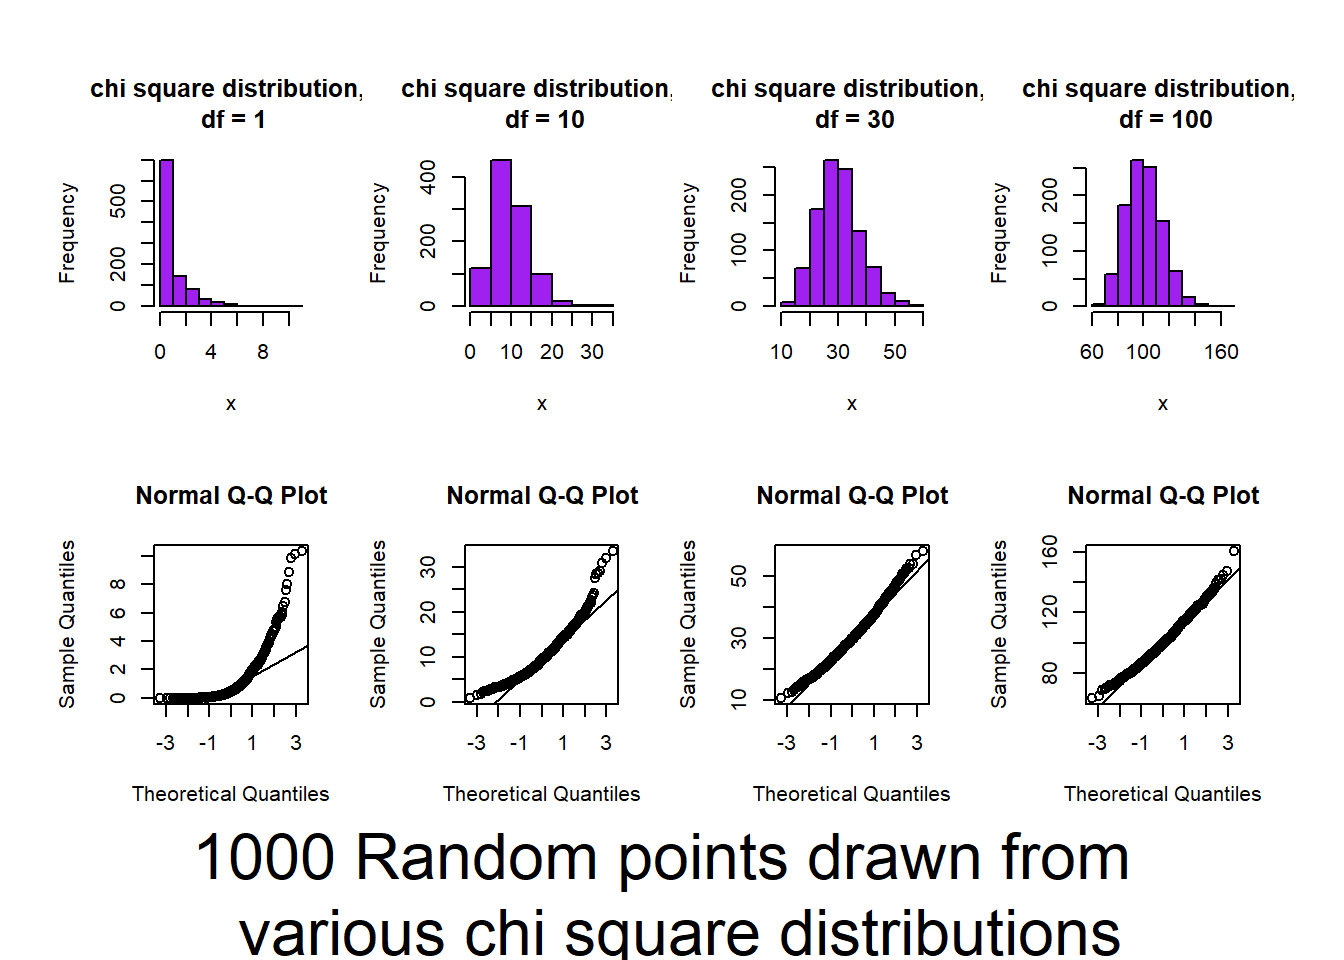 chi square distribution,
df = 1
chi square distribution,
df = 10
chi square distribution,
df = 30
chi square distribution,
df = 100
Frequency
0
200
500
0
4
8
x
Frequency
0
200
400
0
10
20
30
x
Frequency
0
100
200
10
30
50
x
Frequency
0
100
200
60
100
160
x
Normal Q-Q Plot
Sample Quantiles
0
2
4
6
8
-3
-1
1
3
Theoretical Quantiles
Normal Q-Q Plot
Sample Quantiles
0
10
20
30
-3
-1
1
3
Theoretical Quantiles
Normal Q-Q Plot
Sample Quantiles
10
30
50
-3
-1
1
3
Theoretical Quantiles
Normal Q-Q Plot
Sample Quantiles
80
120
160
-3
-1
1
3
Theoretical Quantiles
1000 Random points drawn from
various chi square distributions